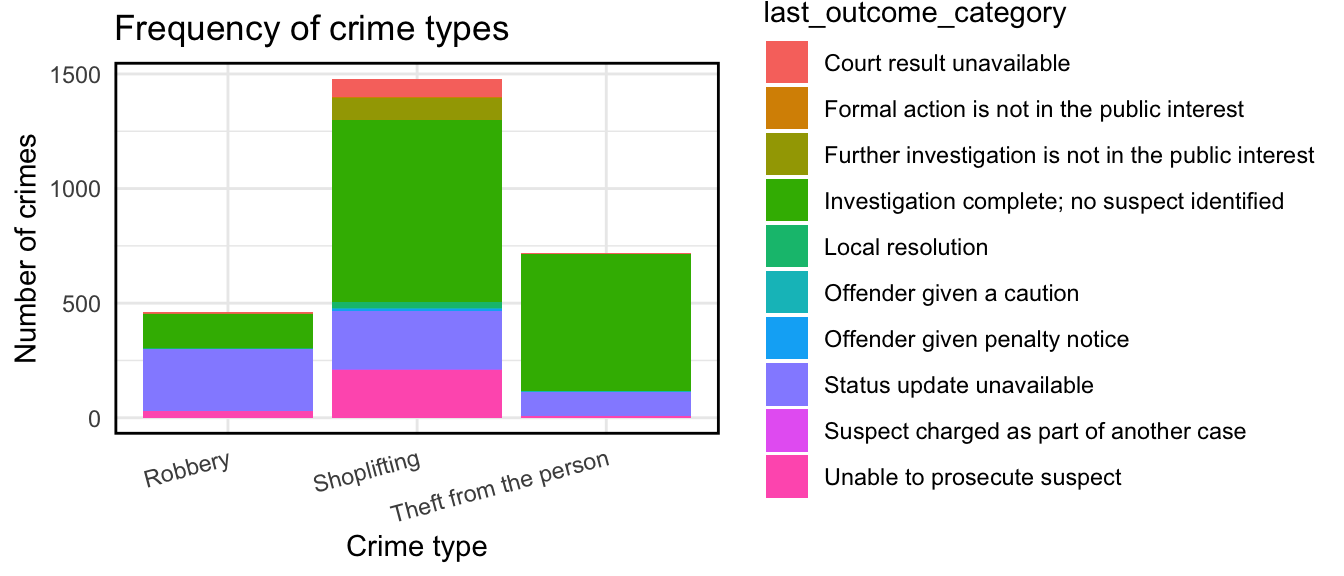 Frequency of crime types
Number of crimes
1500
1000
500
0
Robbery
Shoplifting
Theft from the person
Crime type
last_outcome_category
Court result unavailable
Formal action is not in the public interest
Further investigation is not in the public interest
Investigation complete; no suspect identified
Local resolution
Offender given a caution
Offender given penalty notice
Status update unavailable
Suspect charged as part of another case
Unable to prosecute suspect